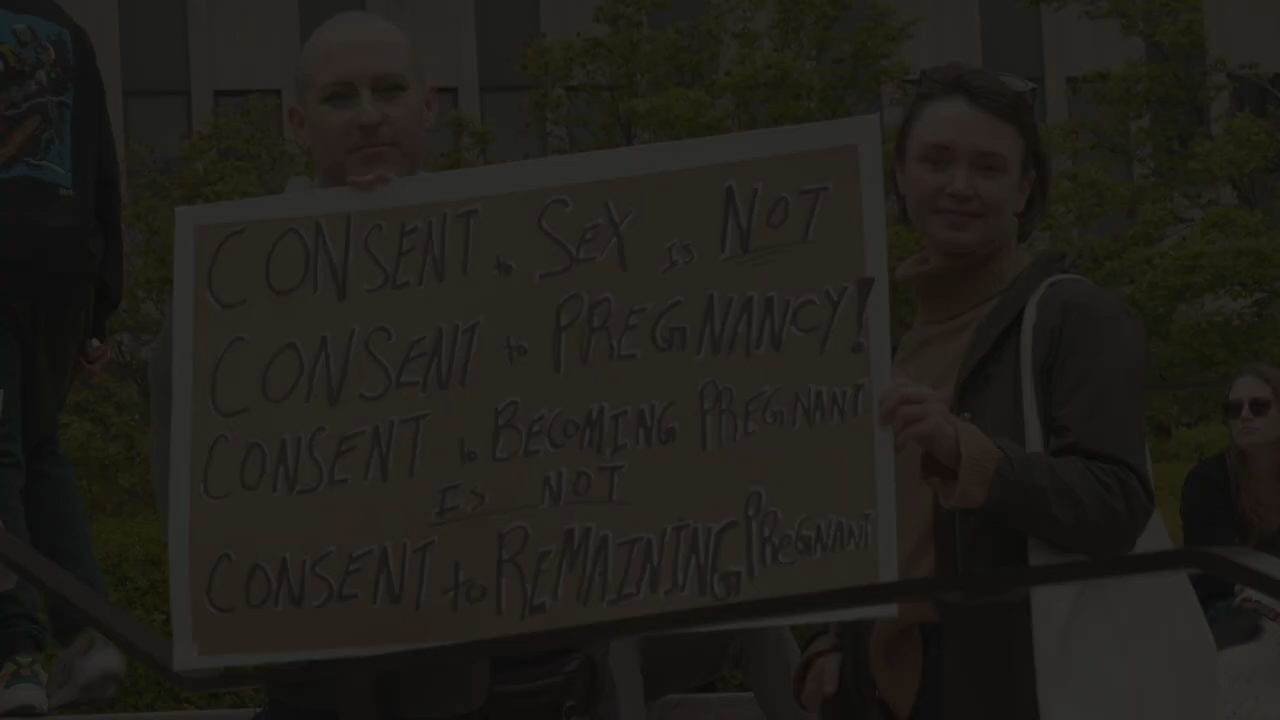 CONSENT to SEX is NOT
CONSENT to PREGNANCY!
CONSENT to BECOMING PREGNANT
IS NOT
CONSENT to REMAINING PREGNANT